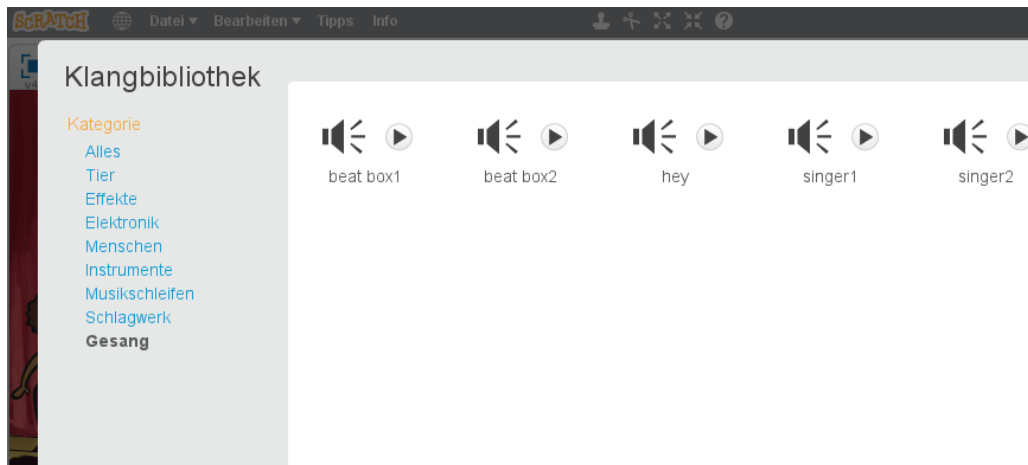 SCRATCH Datei Bearbeiten Tipps Info
v4
Klangbibliothek
Kategorie
Alles
Tier
Effekte
Elektronik
Menschen
Instrumente
Musikschleifen
Schlagwerk
Gesang
beat box1 beat box2 hey singer1 singer2